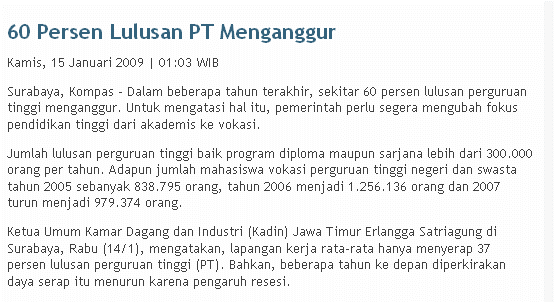 60 Persen Lulusan PT Menganggur
Kamis, 15 Januari 2009 | 01:03 WIB
Surabaya, Kompas - Dalam beberapa tahun terakhir, sekitar 60 persen lulusan perguruan
tinggi menganggur. Untuk mengatasi hal itu, pemerintah perlu segera mengubah fokus
pendidikan tinggi dari akademis ke vokasi.
Jumlah lulusan perguruan tinggi baik program diploma maupun sarjana lebih dari 300.000
orang per tahun. Adapun jumlah mahasiswa vokasi perguruan tinggi negeri dan swasta
tahun 2005 sebanyak 838.795 orang, tahun 2006 menjadi 1.256.136 orang dan 2007
turun menjadi 979.374 orang.
Ketua Umum Kamar Dagang dan Industri (Kadin) Jawa Timur Erlangga Satriagung di
Surabaya, Rabu (14/1), mengatakan, lapangan kerja rata-rata hanya menyerap 37
persen lulusan perguruan tinggi (PT). Bahkan, beberapa tahun ke depan diperkirakan
daya serap itu menurun karena pengaruh resesi.